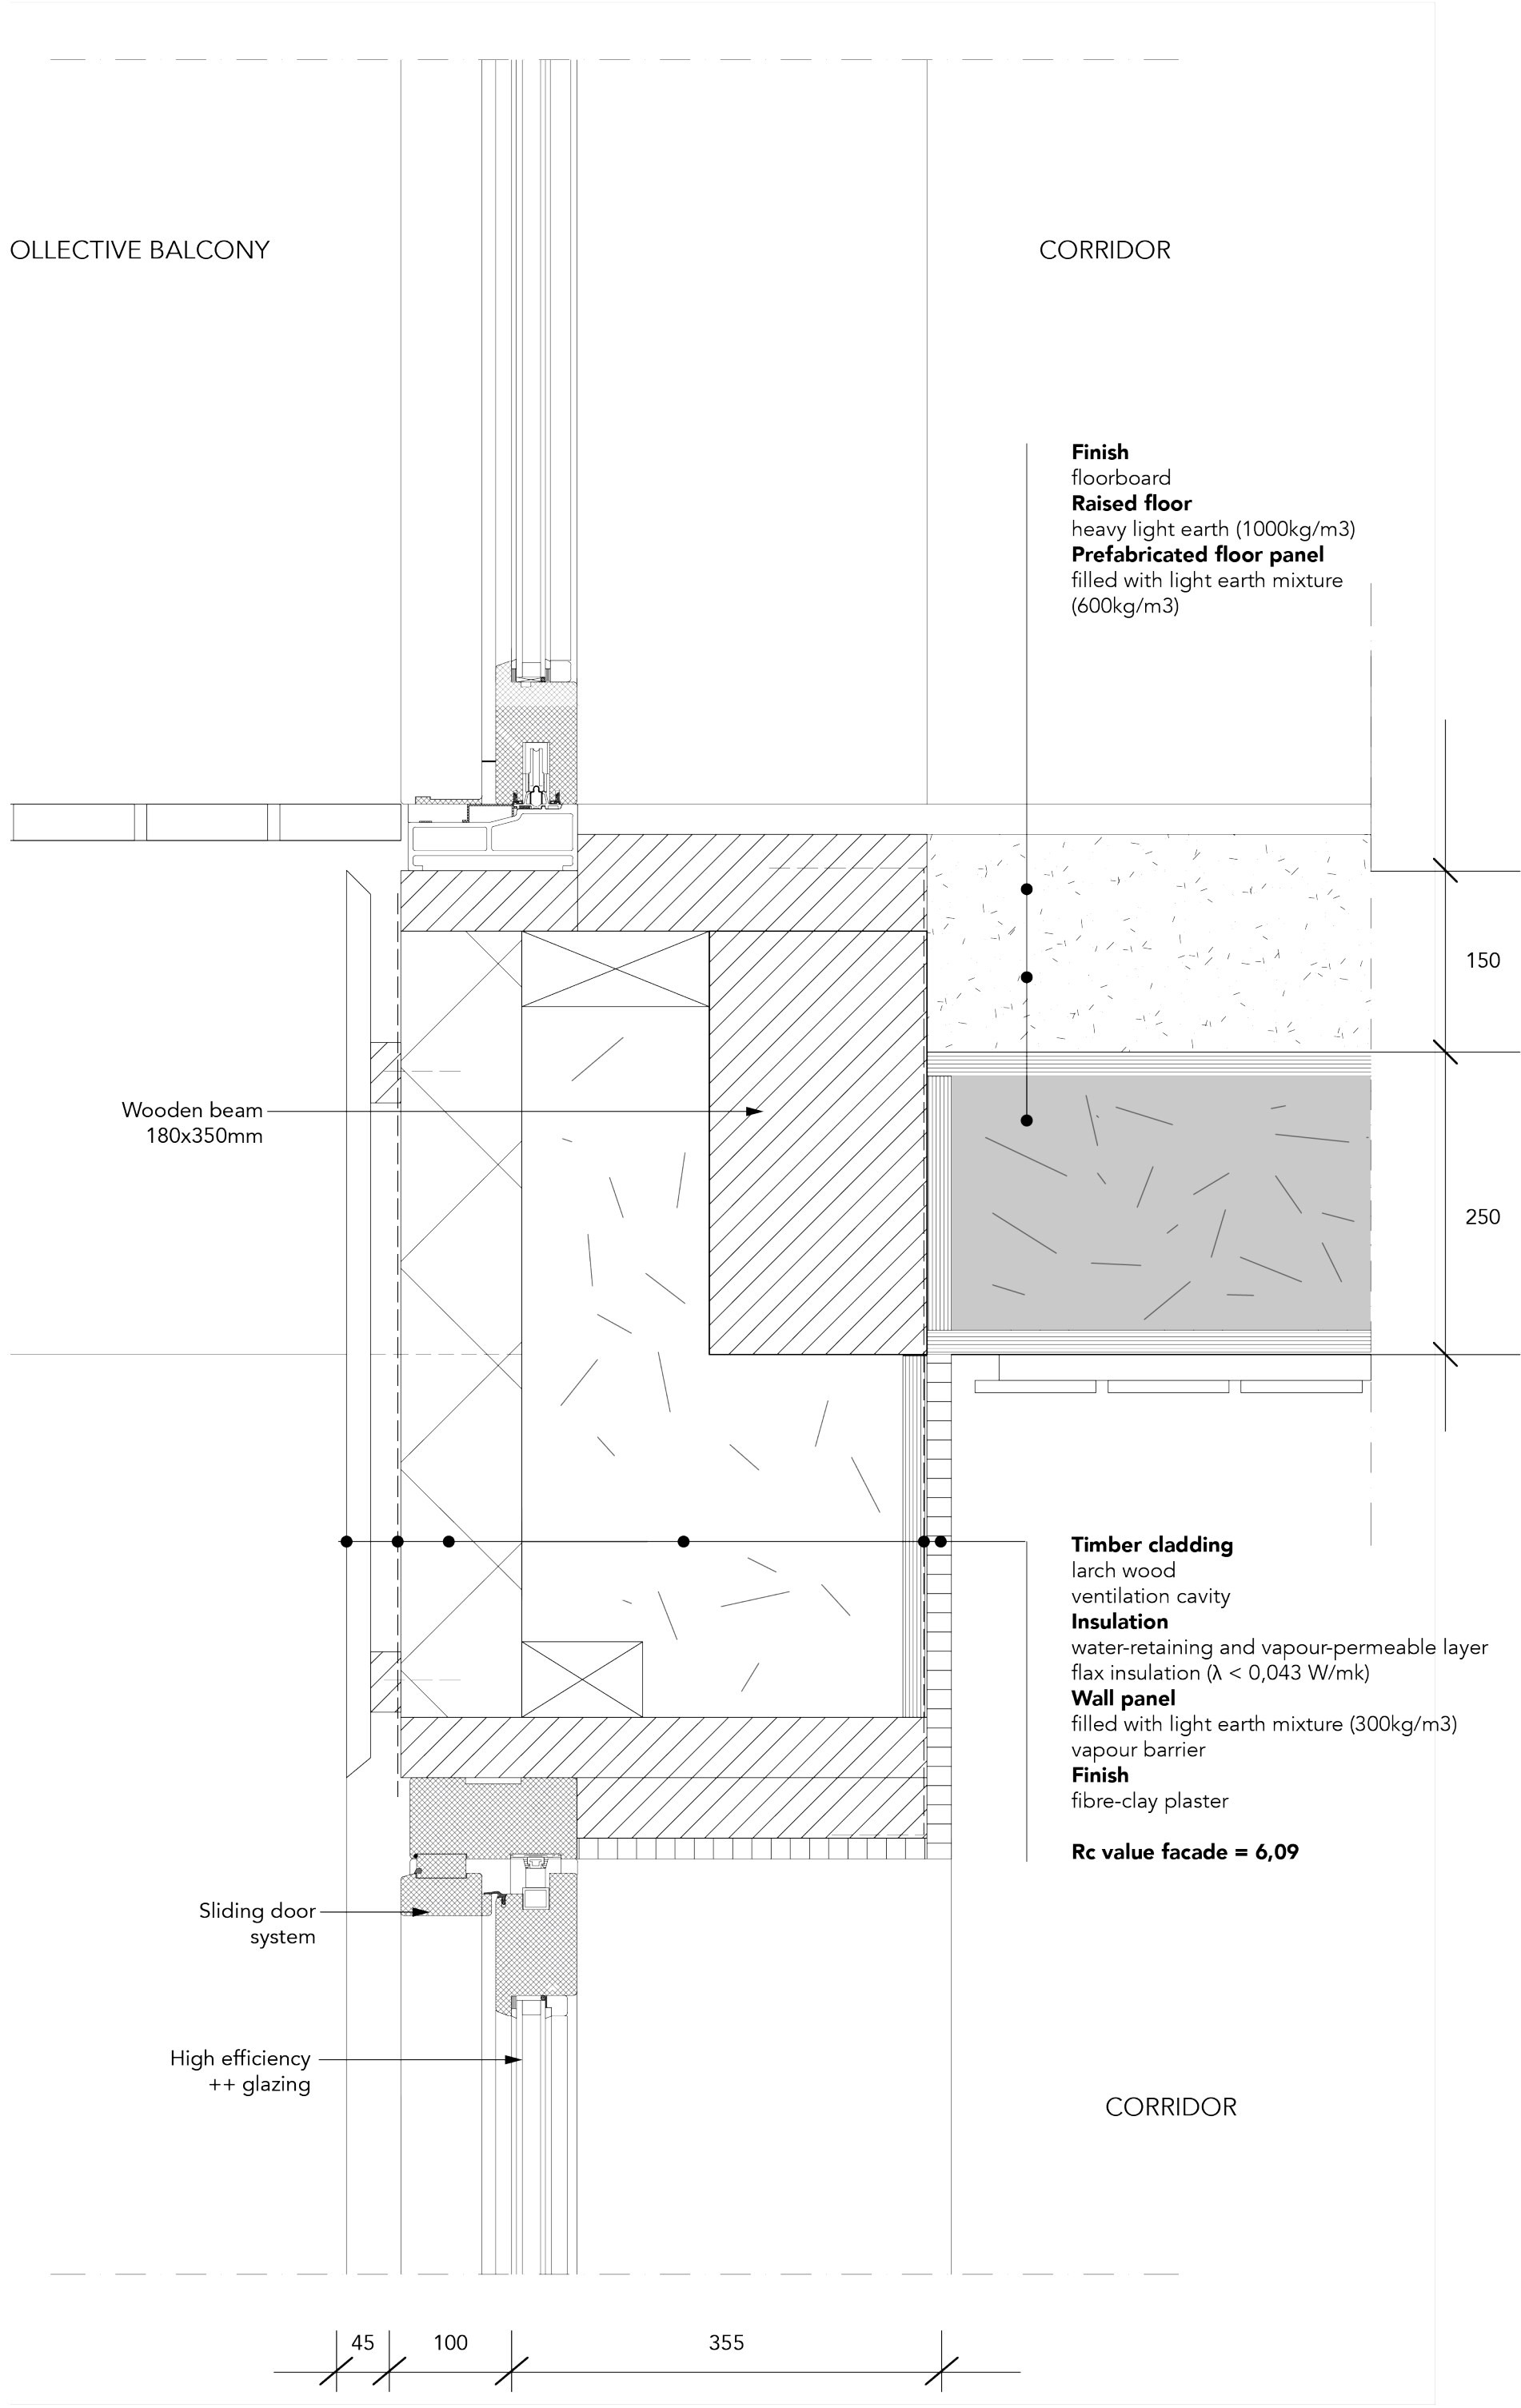 OLLECTIVE BALCONY
CORRIDOR
Finish
floorboard
Raised floor
heavy light earth (1000kg/m3)
Prefabricated floor panel
filled with light earth mixture
(600kg/m3)
150
Wooden beam
180x350mm
250
Timber cladding
larch wood
ventilation cavity
Insulation
water-retaining and vapour-permeable layer
flax insulation (λ < 0,043 W/mk)
Wall panel
filled with light earth mixture (300kg/m3)
vapour barrier
Finish
fibre-clay plaster
Rc value facade = 6,09
Sliding door
system
High efficiency
++ glazing
CORRIDOR
45
100
355